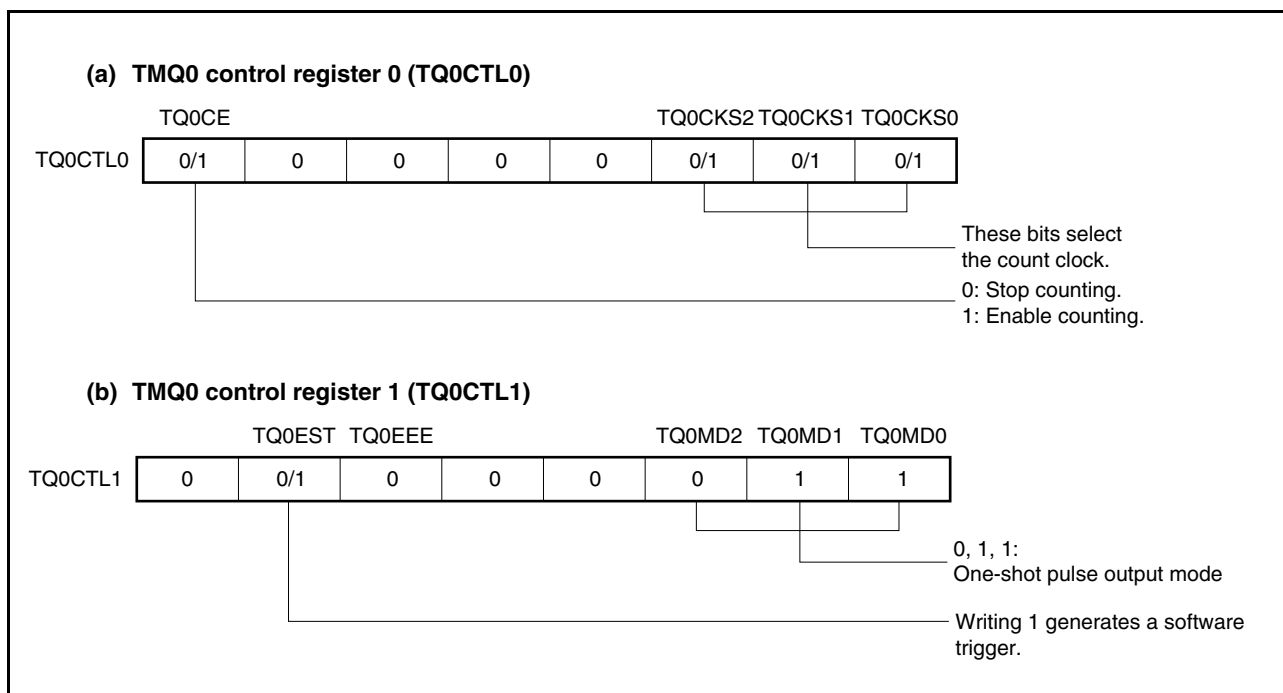 (a) TMQ0 control register 0 (TQ0CTL0)
TQ0CE TQ0CKS2 TQ0CKS1 TQ0CKS0
TQ0CTL0 0/1 0 0 0 0 0/1 0/1 0/1
These bits select
the count clock.
0: Stop counting.
1: Enable counting.
(b) TMQ0 control register 1 (TQ0CTL1)
TQ0EST TQ0EEE TQ0MD2 TQ0MD1 TQ0MD0
TQ0CTL1 0 0/1 0 0 0 0 1 1
0, 1, 1:
One-shot pulse output mode
Writing 1 generates a software
trigger.